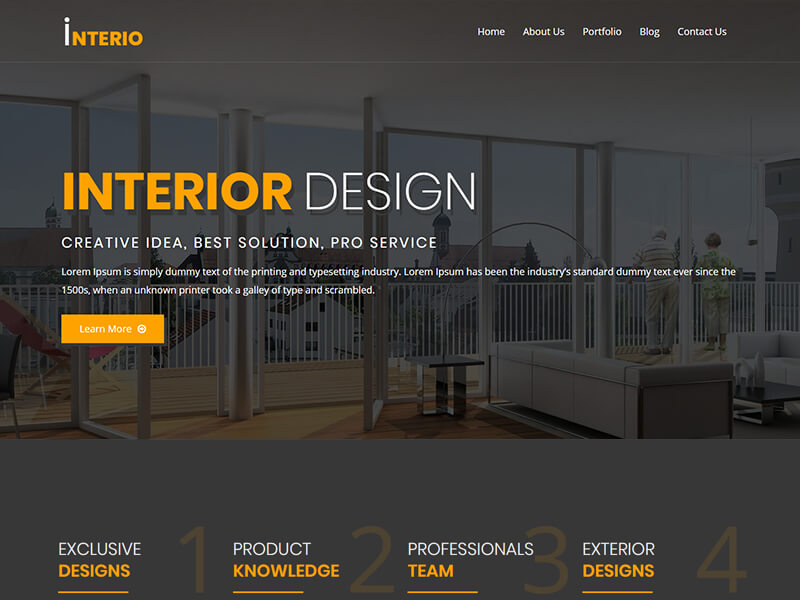 iNTERIO
Home About Us Portfolio Blog Contact Us
INTERIOR DESIGN
CREATIVE IDEA, BEST SOLUTION, PRO SERVICE
Lorem Ipsum is simply dummy text of the printing and typesetting industry. Lorem Ipsum has been the industry's standard dummy text ever since the
1500s, when an unknown printer took a galley of type and scrambled.
Learn More
EXCLUSIVE
DESIGNS
1
PRODUCT
KNOWLEDGE
2
PROFESSIONALS
TEAM
3
EXTERIOR
DESIGNS
4